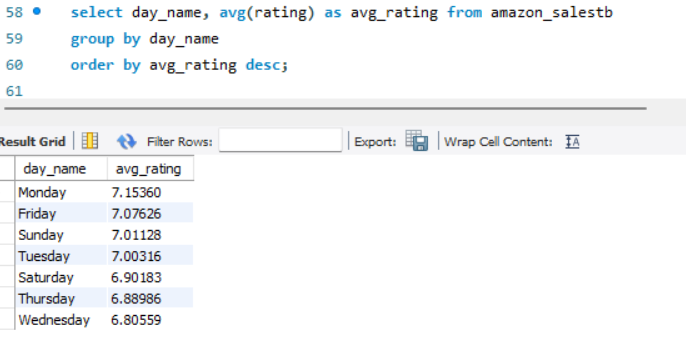 58 select day_name, avg(rating) as avg_rating from amazon_salestb
59 group by day_name
60 order by avg_rating desc;
61
Result Grid Filter Rows: Export: Wrap Cell Content:
day_name avg_rating
Monday 7.15360
Friday 7.07626
Sunday 7.01128
Tuesday 7.00316
Saturday 6.90183
Thursday 6.88986
Wednesday 6.80559